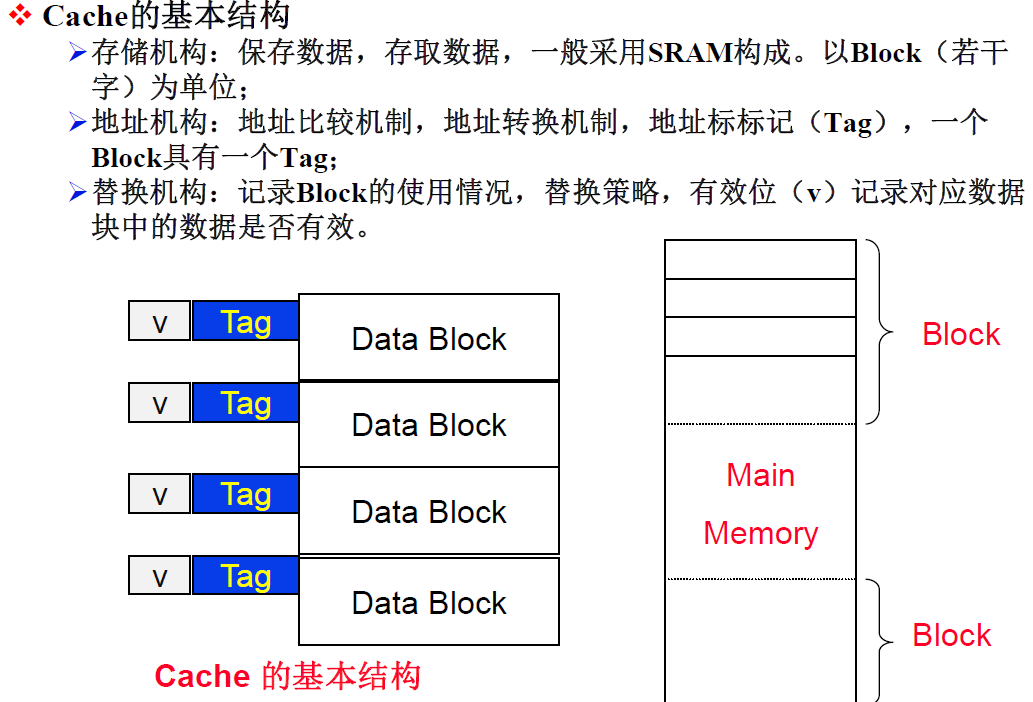 Cache的基本结构
存储机构：保存数据，存取数据，一般采用SRAM构成。以Block（若干
字）为单位；
地址机构：地址比较机制，地址转换机制，地址标标记（Tag），一个
Block具有一个Tag；
替换机构：记录Block的使用情况，替换策略，有效位（v）记录对应数据
块中的数据是否有效。
v Tag Data Block
v Tag Data Block
v Tag Data Block
v Tag Data Block
Cache 的基本结构
Block
Main
Memory
Block